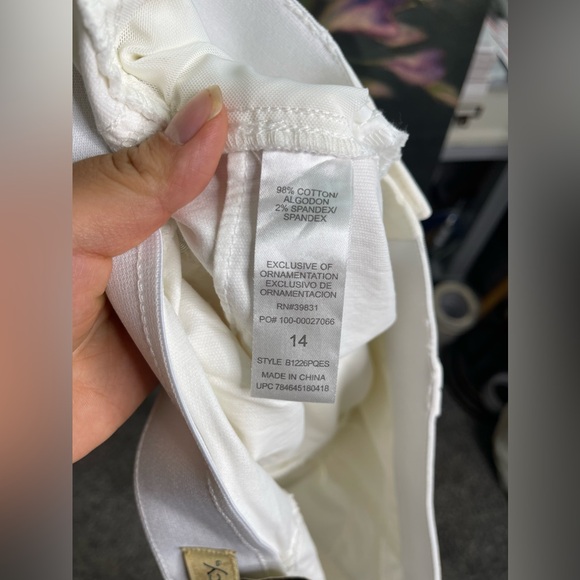 98% COTTON/
ALGODON
2% SPANDEX/
SPANDEX
EXCLUSIVE OF
ORNAMENTATION
EXCLUSIVO DE
ORNAMENTACION
RN#39831
PO# 100-00027066
14
STYLE B1226PQES
MADE IN CHINA
UPC 784645180418